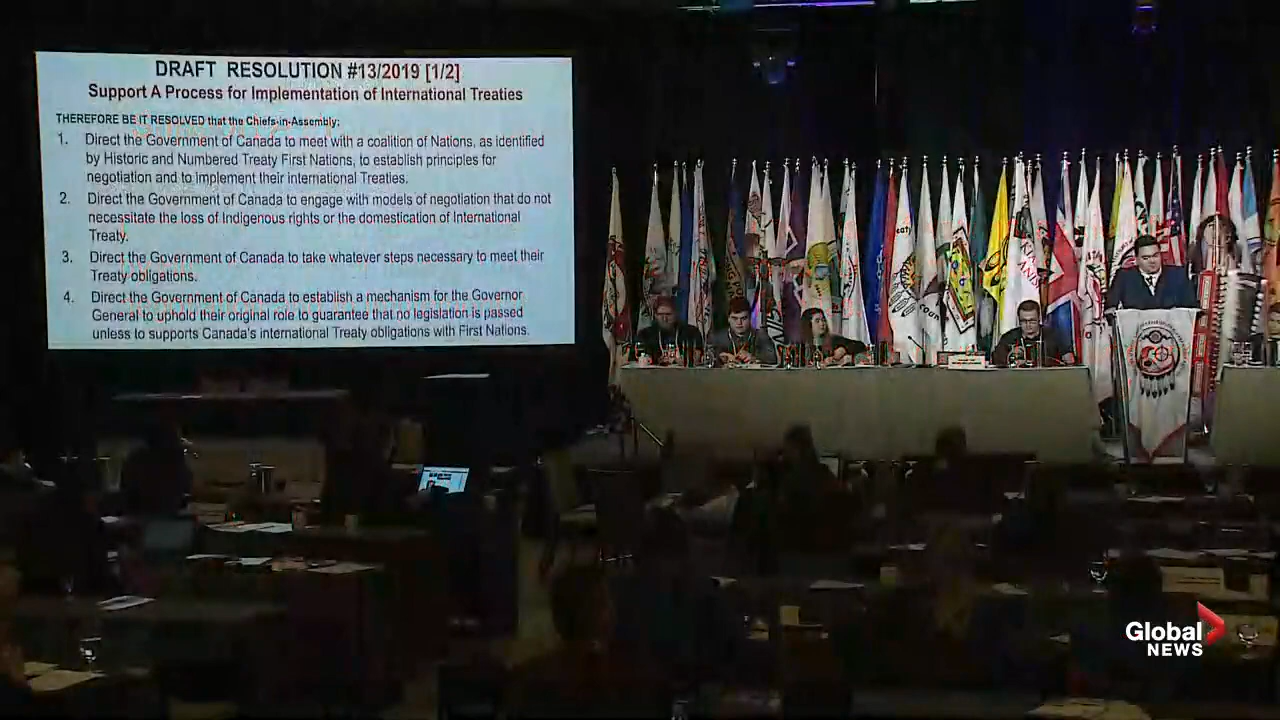 DRAFT RESOLUTION #13/2019 [1/2]
Support A Process for Implementation of International Treaties
THEREFORE BE IT RESOLVED that the Chiefs-in-Assembly:
1. Direct the Government of Canada to meet with a coalition of Nations, as identified
by Historic and Numbered Treaty First Nations, to establish principles for
negotiation and to implement their international Treaties.
2. Direct the Government of Canada to engage with models of negotiation that do not
necessitate the loss of Indigenous rights or the domestication of International
Treaty.
3. Direct the Government of Canada to take whatever steps necessary to meet their
Treaty obligations.
4. Direct the Government of Canada to establish a mechanism for the Governor
General to uphold their original role to guarantee that no legislation is passed
unless to supports Canada's international Treaty obligations with First Nations.
Global
NEWS